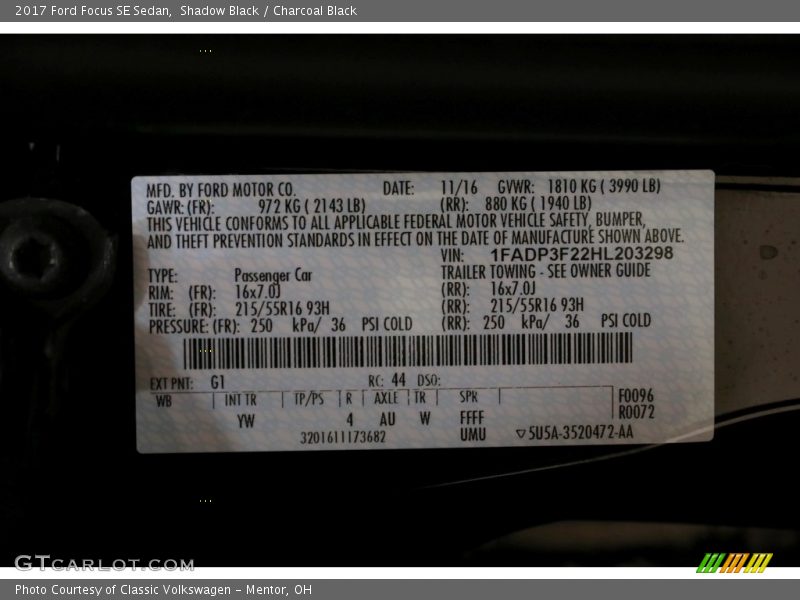 2017 Ford Focus SE Sedan,  Shadow Black / Charcoal Black
MFD. BY FORD MOTOR CO. DATE: 11/16 GVWR: 1810 KG ( 3990 LB)
GAWR: (FR): 972 KG ( 2143 LB) (RR): 880 KG ( 1940 LB)
THIS VEHICLE CONFORMS TO ALL APPLICABLE FEDERAL MOTOR VEHICLE SAFETY, BUMPER,
AND THEFT PREVENTION STANDARDS IN EFFECT ON THE DATE OF MANUFACTURE SHOWN ABOVE.
VIN: 1FADP3F22HL203298
TYPE: Passenger Car TRAILER TOWING - SEE OWNER GUIDE
RIM: (FR): 16x7.0J (RR): 16x7.0J
TIRE: (FR): 215/55R16 93H (RR): 215/55R16 93H
PRESSURE: (FR): 250 kPa/ 36 PSI COLD (RR): 250 kPa/ 36 PSI COLD
EXT PNT: G1 RC: 44 DSO:
WB INT TR TP/PS R AXLE TR SPR F0096
YW 4 AU W FFFF R0072
3201611173682 UMU ▽5U5A-3520472-AA
GTCARLOT.COM
Photo Courtesy of Classic Volkswagen - Mentor, OH